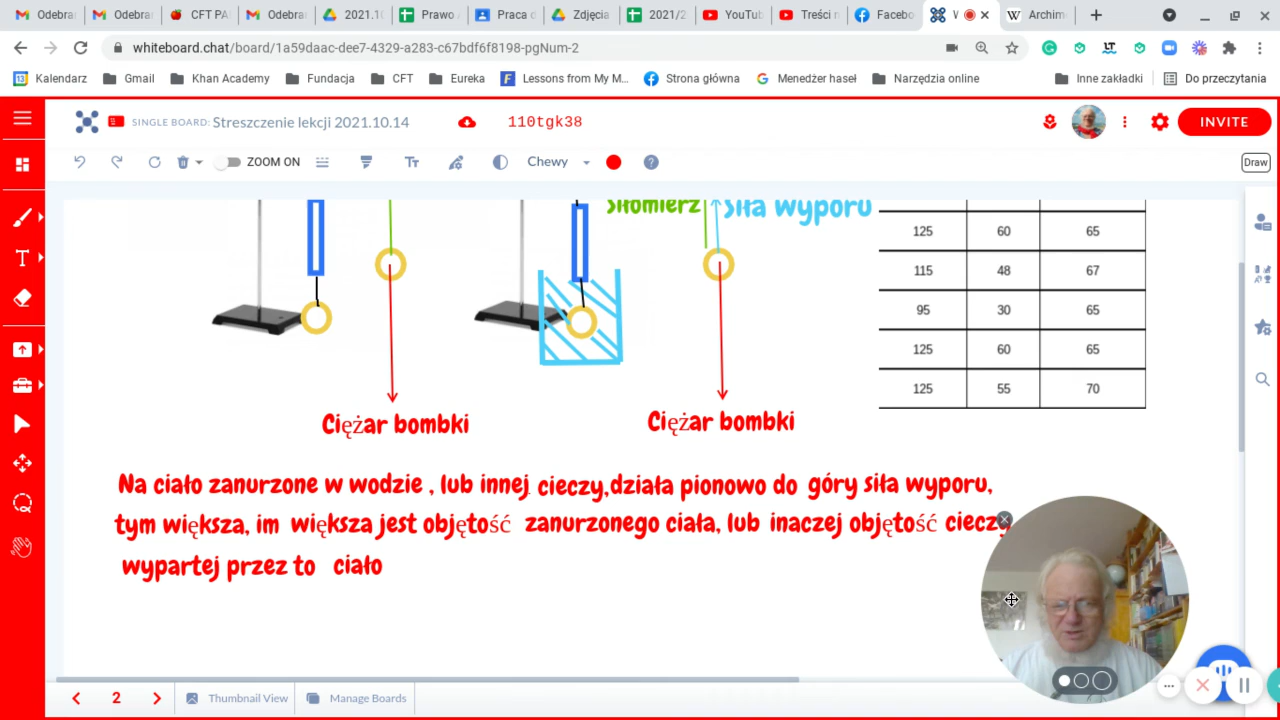 Odebra
Odebra
CFT PA
Odebra
2021.10
Prawo
Praca d
Zdjęcia
2021/2
YouTu
Treści r
Facebo
Archim
whiteboard.chat/board/1a59daac-dee7-4329-a283-c67bdf6f8198-pgNum-2
Kalendarz Gmail Khan Academy Fundacja CFT Eureka Lessons from My M... Strona główna Menedżer haseł Narzędzia online Inne zakładki Do przeczytania
SINGLE BOARD: Streszczenie lekcji 2021.10.14 110tgk38 INVITE
ZOOM ON Tт Chewy Draw
siłomierz Siła wyporu
125 60 65
115 48 67
95 30 65
125 60 65
125 55 70
Ciężar bombki Ciężar bombki
Na ciało zanurzone w wodzie , lub innej cieczy,działa pionowo do góry siła wyporu,
tym większa, im większa jest objętość zanurzonego ciała, lub inaczej objętość cieczy
wypartej przez to ciało
2 Thumbnail View Manage Boards